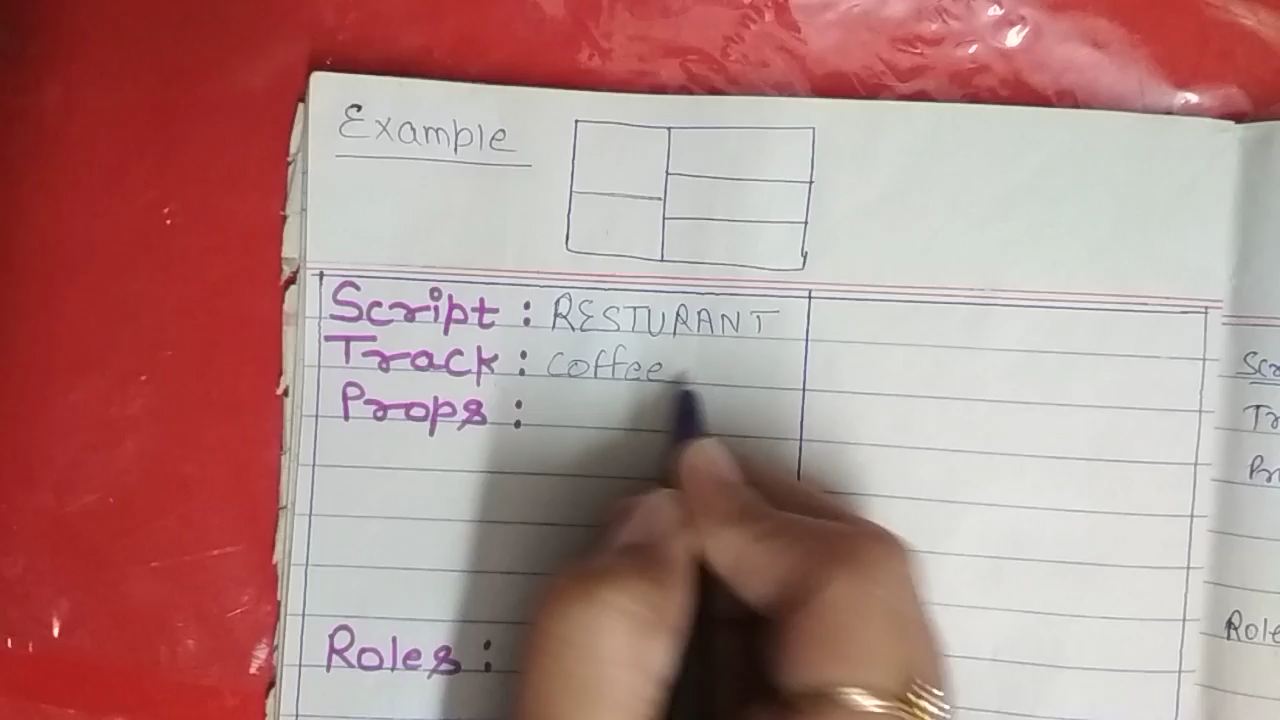 Example
Script : RESTURANT
Track : Coffee
Props :
Roles :